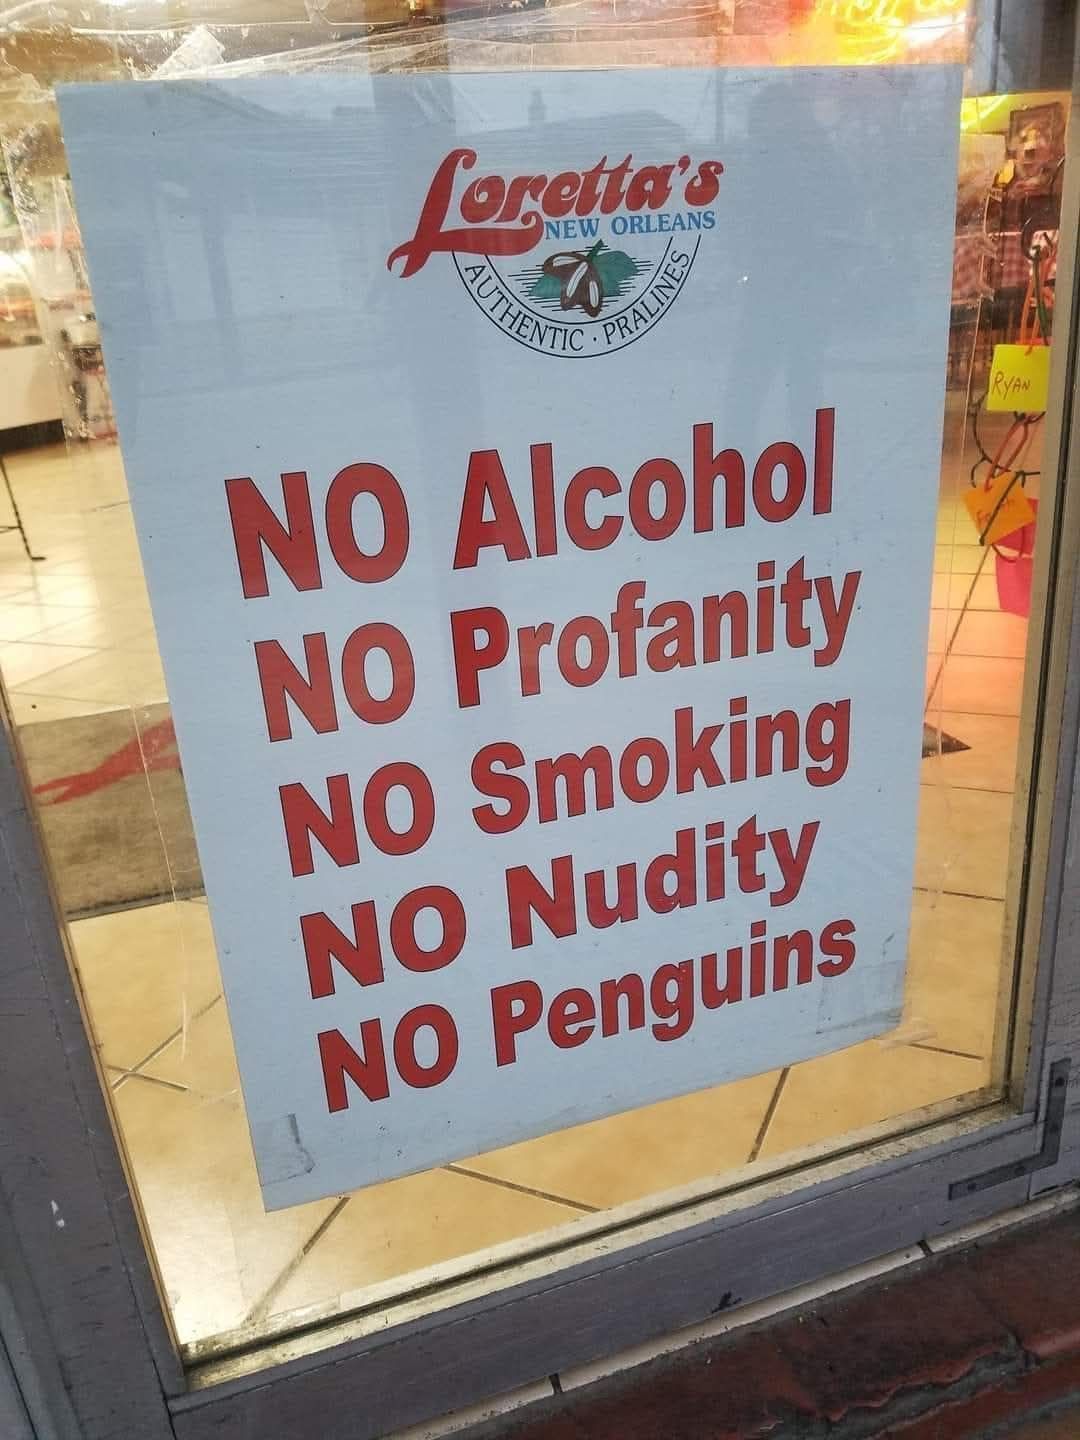 Loretta's
NEW ORLEANS
AUTHENTIC · PRALINES
NO Alcohol
NO Profanity
NO Smoking
NO Nudity
NO Penguins
RYAN